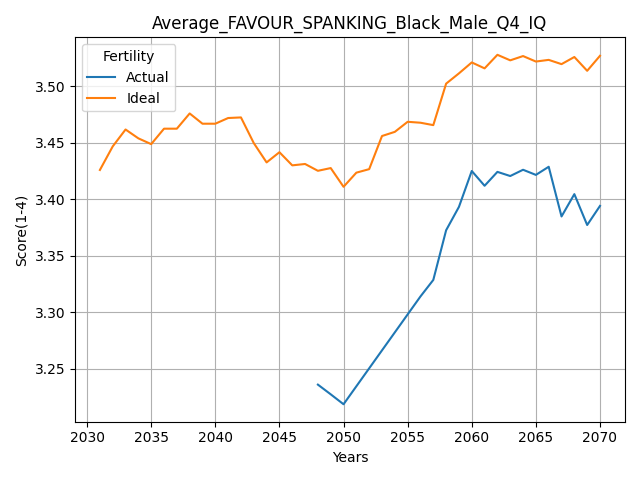 Average_FAVOUR_SPANKING_Black_Male_Q4_IQ
Fertility
Actual
Ideal
Score(1-4)
3.50
3.45
3.40
3.35
3.30
3.25
2030 2035 2040 2045 2050 2055 2060 2065 2070
Years